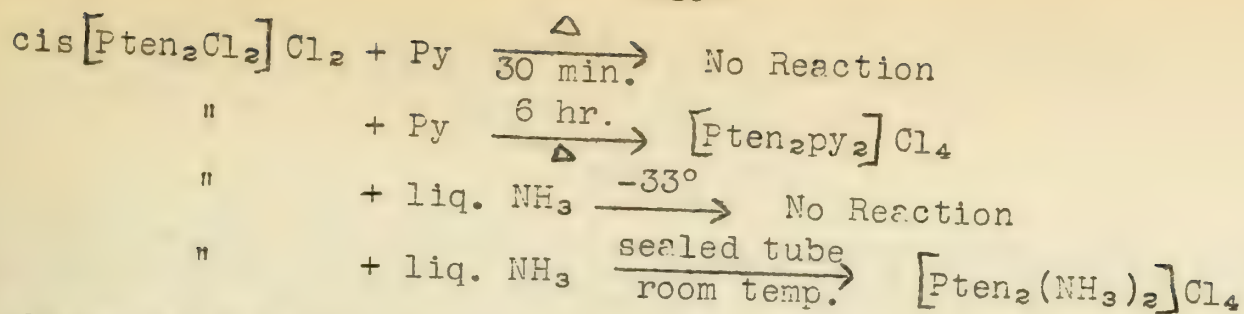 cis[Pten₂Cl₂]Cl₂ + Py △ 30 min. → No Reaction
" + Py 6 hr. △ → [Pten₂py₂]Cl₄
" + liq. NH₃ -33° → No Reaction
" + liq. NH₃ sealed tube room temp. → [Pten₂(NH₃)₂]Cl₄